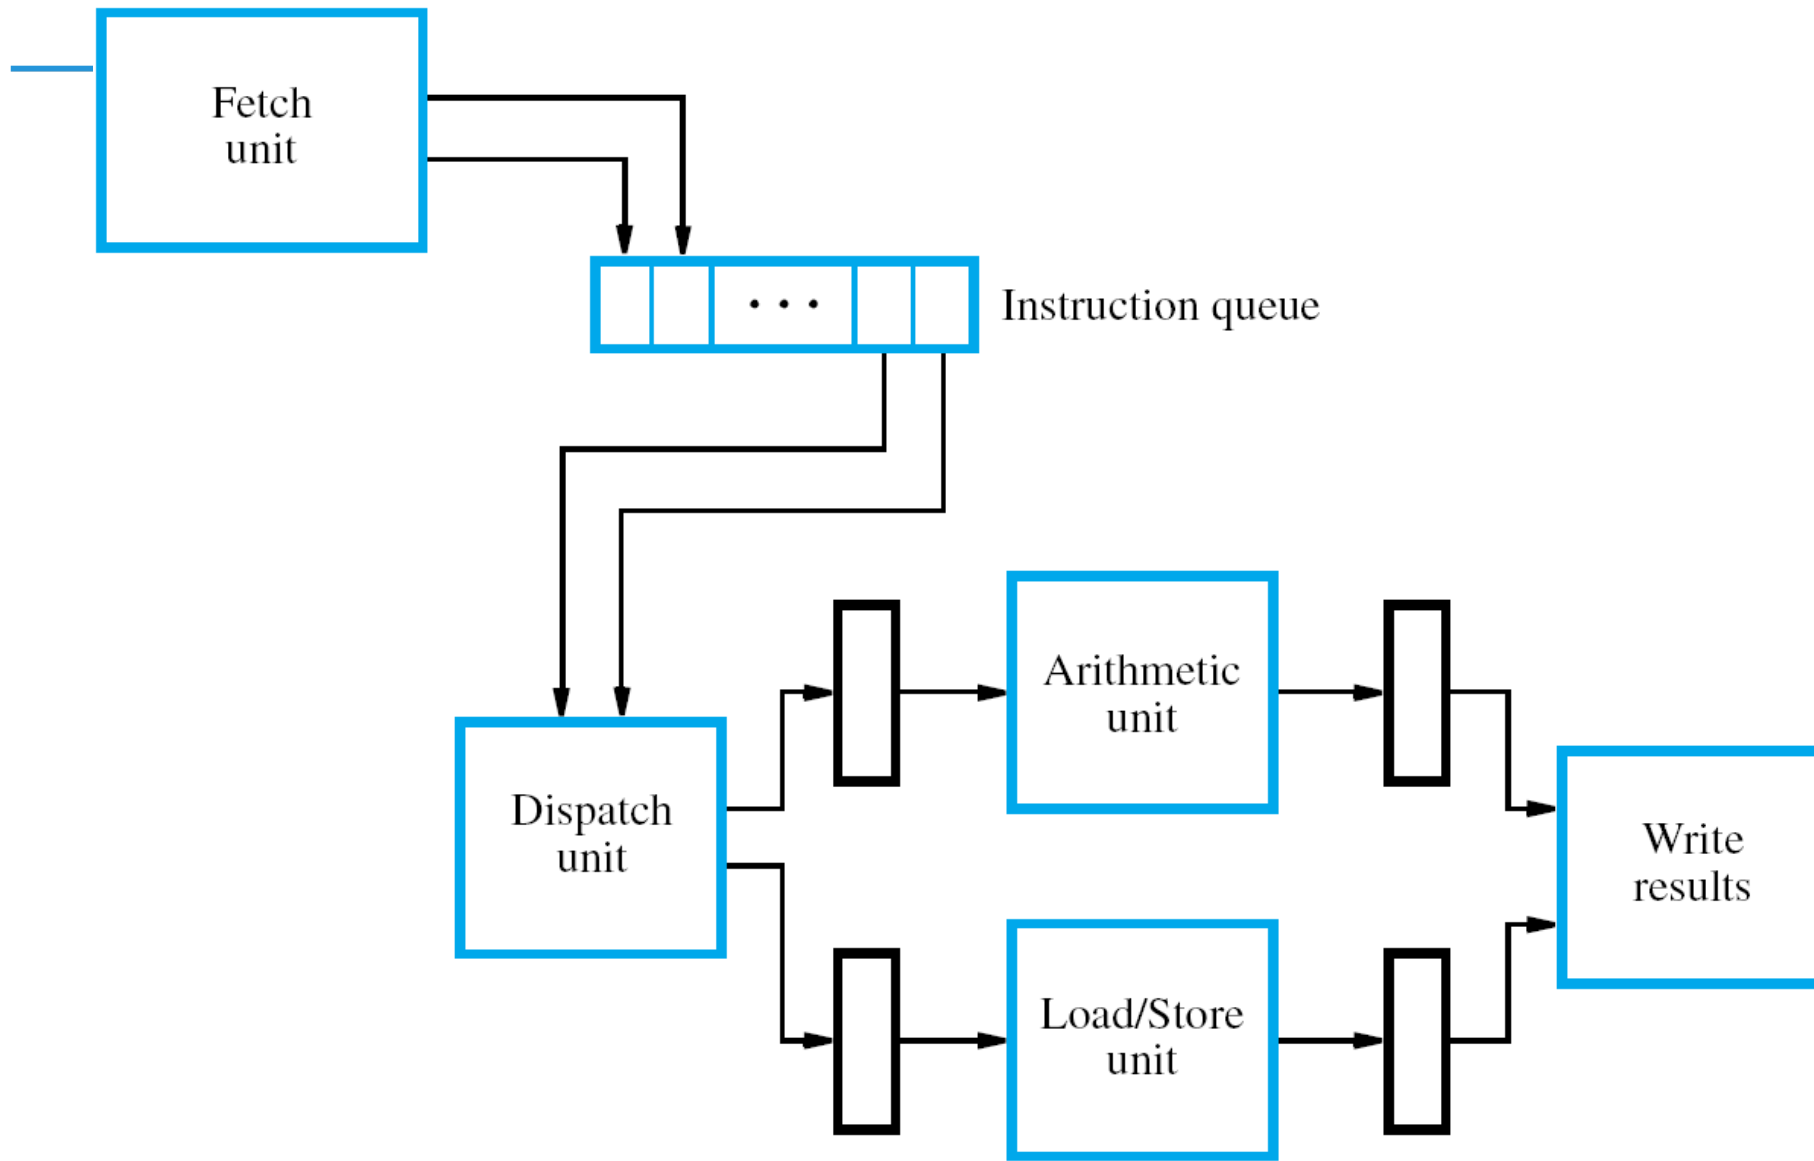 Fetch
unit
• • •
Instruction queue
Arithmetic
unit
Dispatch
unit
Write
results
Load/Store
unit